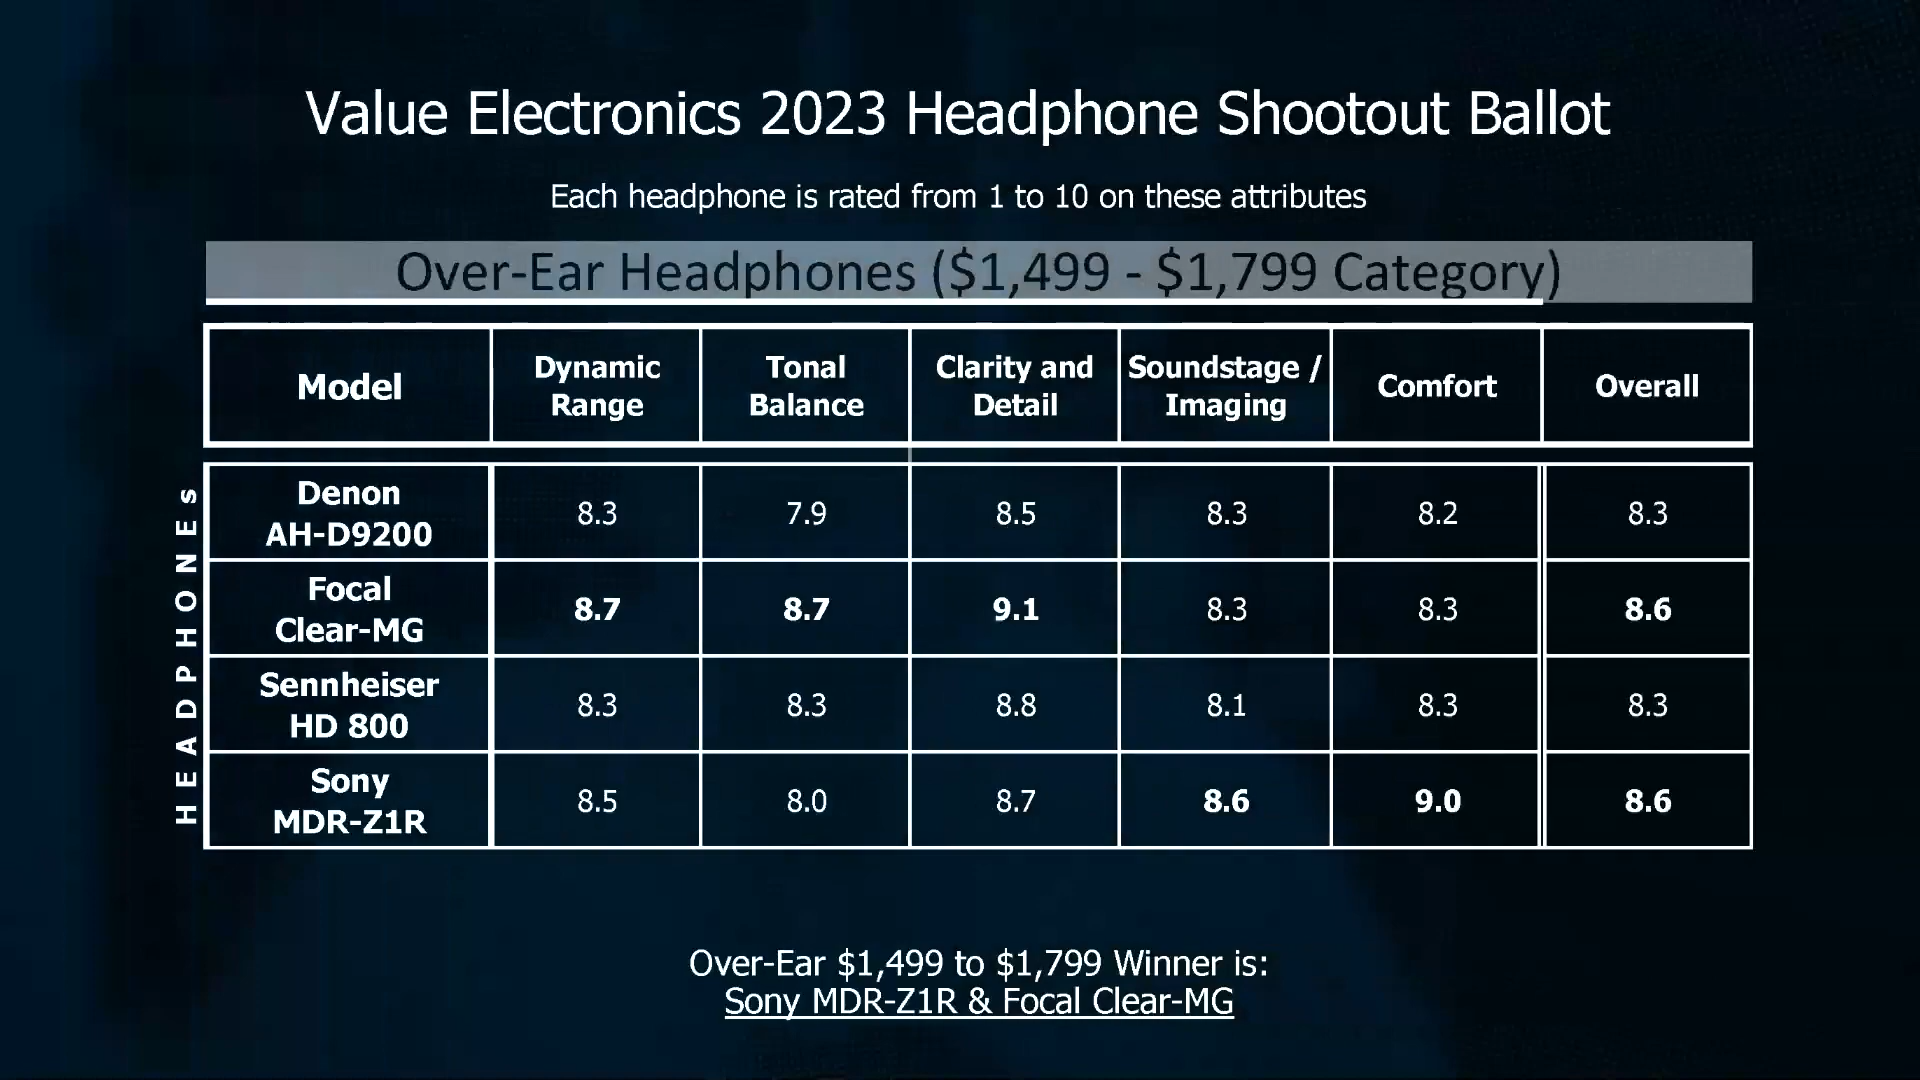 Value Electronics 2023 Headphone Shootout Ballot
Each headphone is rated from 1 to 10 on these attributes
Over-Ear Headphones ($1,499 - $1,799 Category)
Model
Dynamic
Range
Tonal
Balance
Clarity and
Detail
Soundstage /
Imaging
Comfort
Overall
HEADPHONEs
Denon
AH-D9200
8.3
7.9
8.5
8.3
8.2
8.3
Focal
Clear-MG
8.7
8.7
9.1
8.3
8.3
8.6
Sennheiser
HD 800
8.3
8.3
8.8
8.1
8.3
8.3
Sony
MDR-Z1R
8.5
8.0
8.7
8.6
9.0
8.6
Over-Ear $1,499 to $1,799 Winner is:
Sony MDR-Z1R & Focal Clear-MG